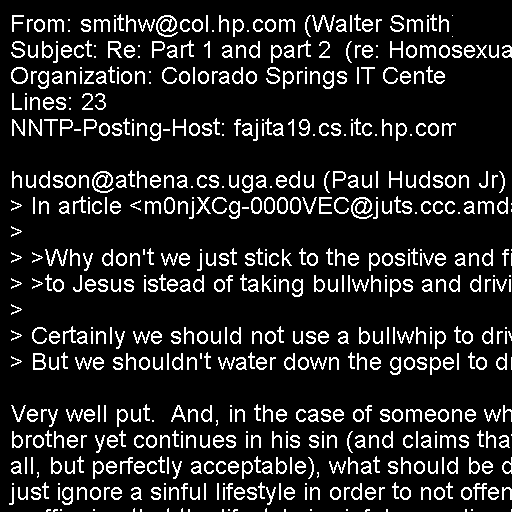 From: smithw@col.hp.com (Walter Smith)
Subject: Re: Part 1 and part 2  (re: Homosexua
Organization: Colorado Springs IT Cente
Lines: 23
NNTP-Posting-Host: fajita19.cs.itc.hp.com

hudson@athena.cs.uga.edu (Paul Hudson Jr)
> In article <m0njXCg-0000VEC@juts.ccc.amd
>
> >Why don't we just stick to the positive and fi
> >to Jesus istead of taking bullwhips and drivi
>
> Certainly we should not use a bullwhip to driv
> But we shouldn't water down the gospel to dr

Very well put.  And, in the case of someone wh
brother yet continues in his sin (and claims that
all, but perfectly acceptable), what should be d
just ignore a sinful lifestyle in order to not offen